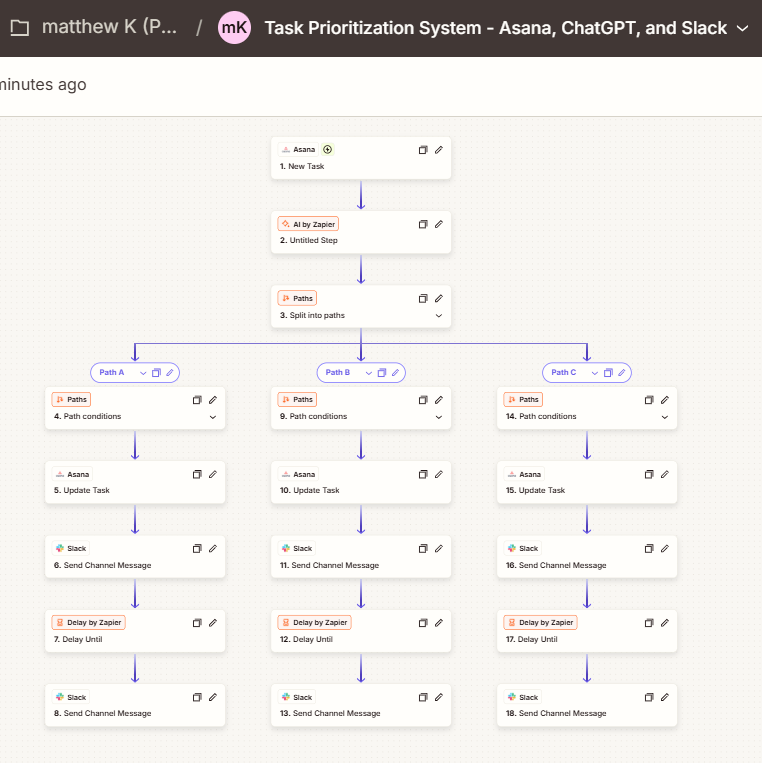 matthew K (P... / mK Task Prioritization System - Asana, ChatGPT, and Slack
minutes ago
Asana
1. New Task
AI by Zapier
2. Untitled Step
Paths
3. Split into paths
Path A
Path B
Path C
Paths
4. Path conditions
Paths
9. Path conditions
Paths
14. Path conditions
Asana
5. Update Task
Asana
10. Update Task
Asana
15. Update Task
Slack
6. Send Channel Message
Slack
11. Send Channel Message
Slack
16. Send Channel Message
Delay by Zapier
7. Delay Until
Delay by Zapier
12. Delay Until
Delay by Zapier
17. Delay Until
Slack
8. Send Channel Message
Slack
13. Send Channel Message
Slack
18. Send Channel Message